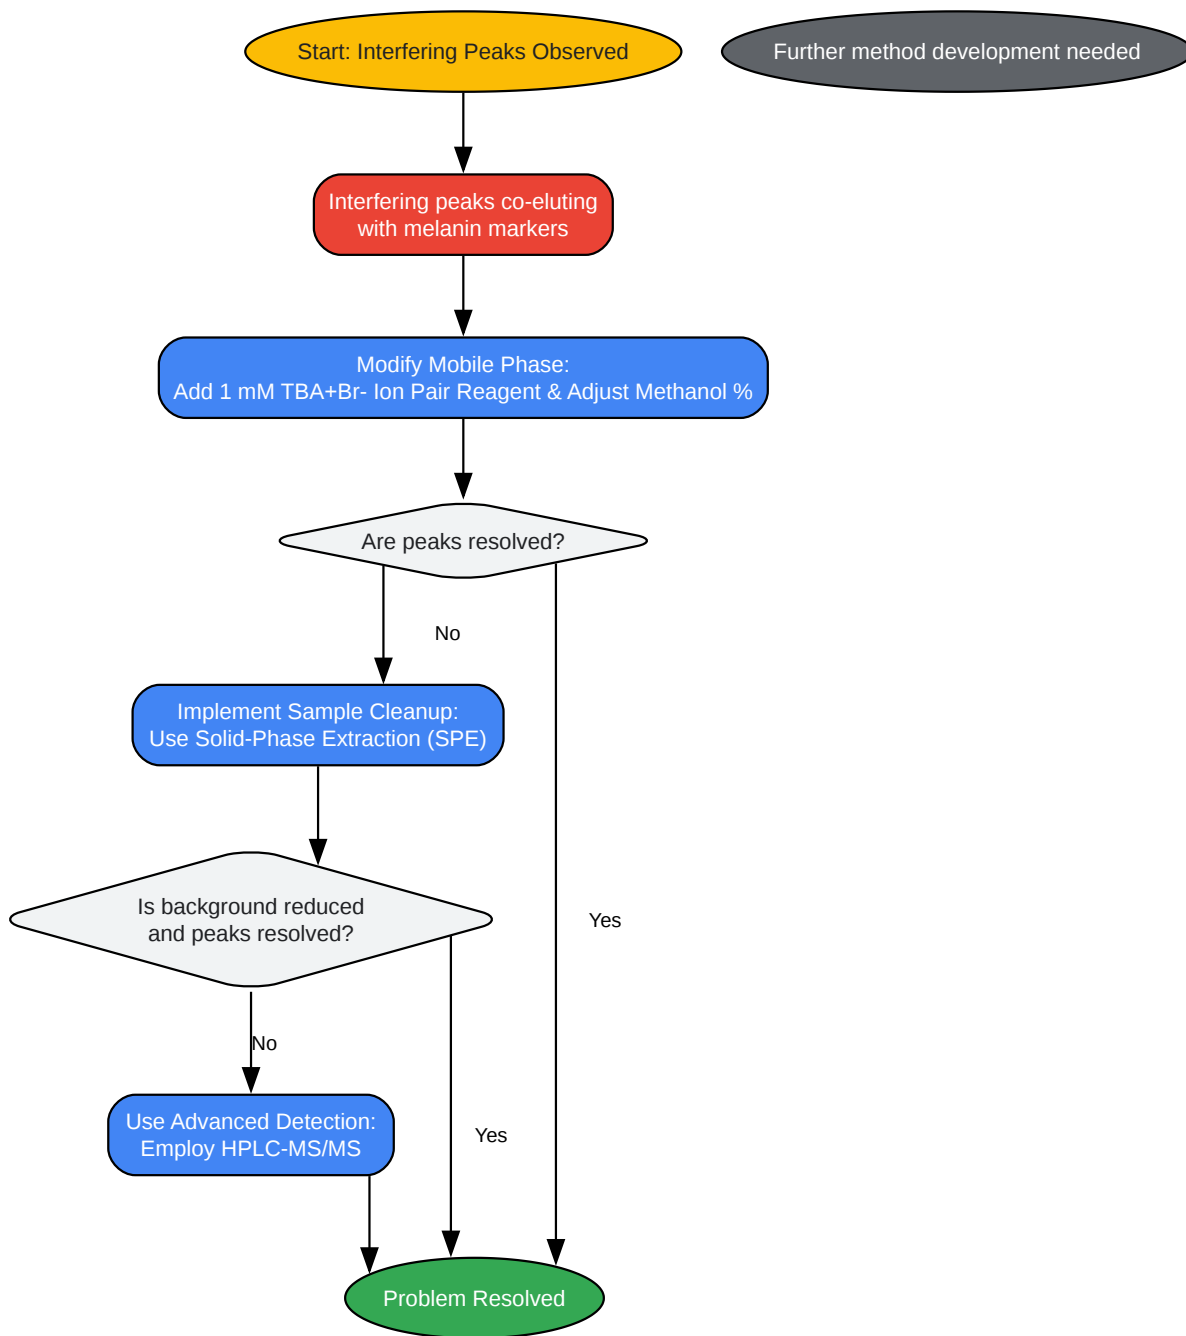 Start: Interfering Peaks Observed
Further method development needed
Interfering peaks co-eluting
with melanin markers
Modify Mobile Phase:
Add 1 mM TBA+Br- Ion Pair Reagent & Adjust Methanol %
Are peaks resolved?
No
Implement Sample Cleanup:
Use Solid-Phase Extraction (SPE)
Is background reduced
and peaks resolved?
Yes
No
Use Advanced Detection:
Employ HPLC-MS/MS
Yes
Problem Resolved